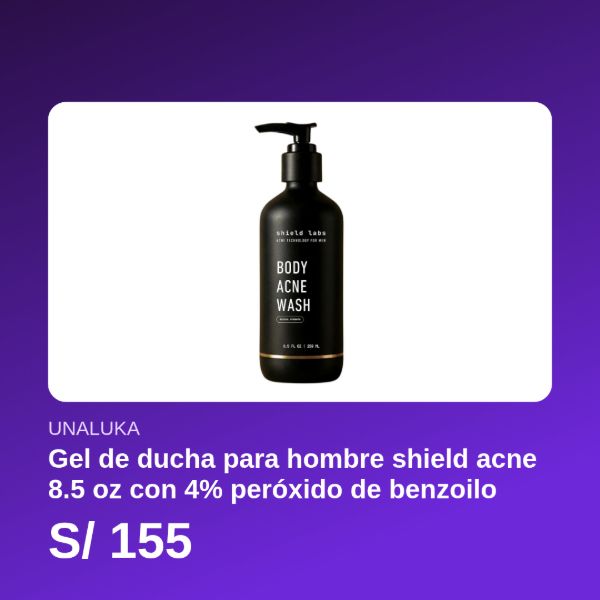 shield labs
ACNE TECHNOLOGY FOR MEN
BODY
ACNE
WASH
8.5 FL OZ | 250 ML
UNALUKA
Gel de ducha para hombre shield acne
8.5 oz con 4% peróxido de benzoilo
S/ 155